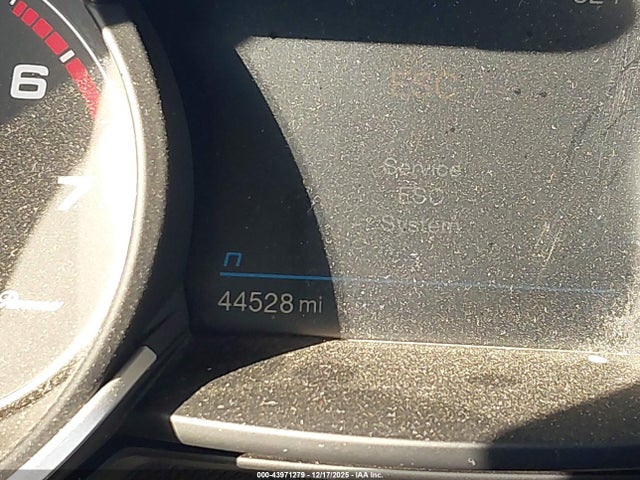 6
7
ESC
Service
ESC
System
44528 mi
000-43971279 - 12/17/2025 - IAA Inc.